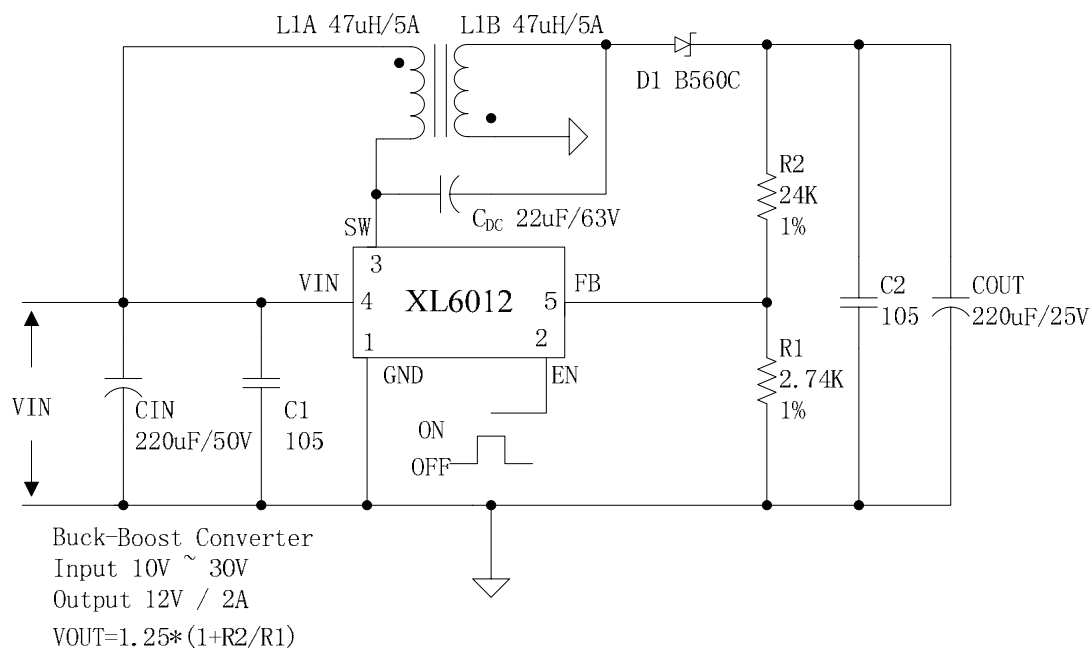 L1A 47uH/5A
L1B 47uH/5A
D1 B560C
R2
24K
1%
C_DC 22uF/63V
SW
3
VIN
4
XL6012
5
FB
1
2
GND
EN
C2
105
COUT
220uF/25V
R1
2.74K
1%
VIN
CIN
220uF/50V
C1
105
ON
OFF
Buck-Boost Converter
Input 10V ~ 30V
Output 12V / 2A
VOUT=1.25*(1+R2/R1)